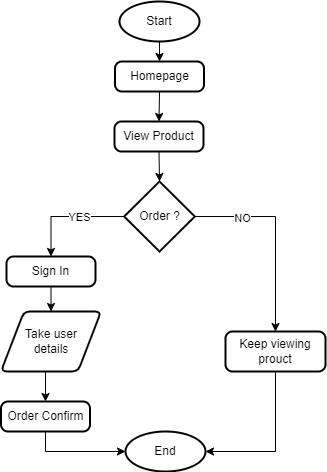 Start
Homepage
View Product
Order ?
YES
NO
Sign In
Take user
details
Keep viewing
prouct
Order Confirm
End